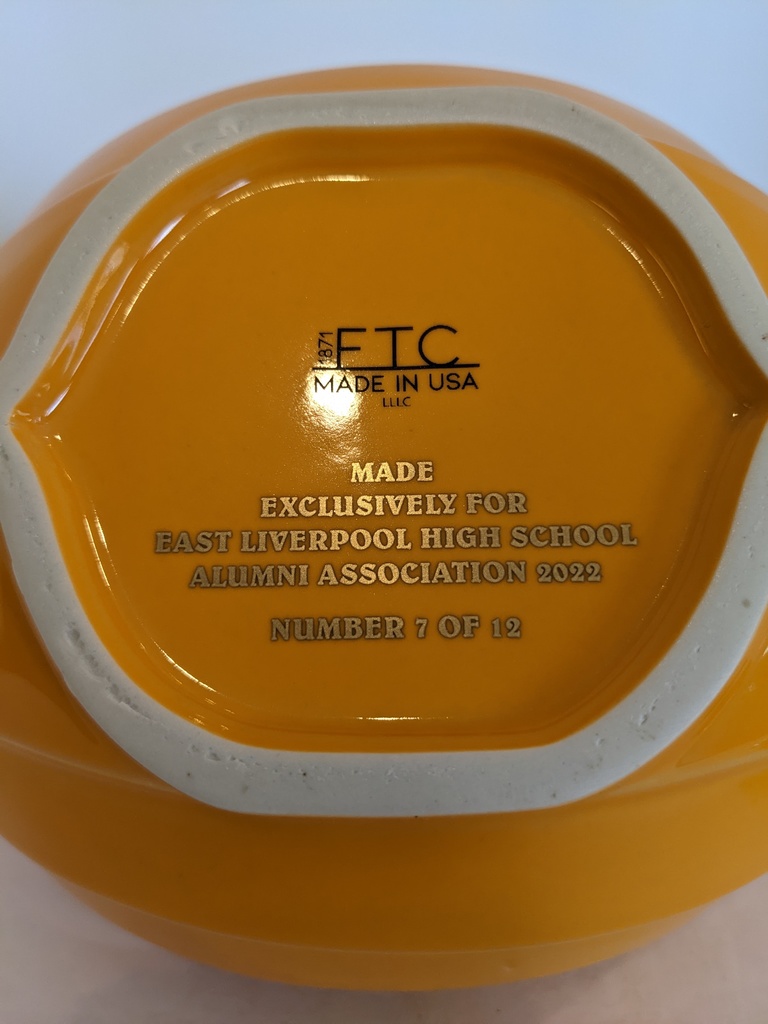 1871 FTC
MADE IN USA
LLLC
MADE
EXCLUSIVELY FOR
EAST LIVERPOOL HIGH SCHOOL
ALUMNI ASSOCIATION 2022
NUMBER 7 OF 12